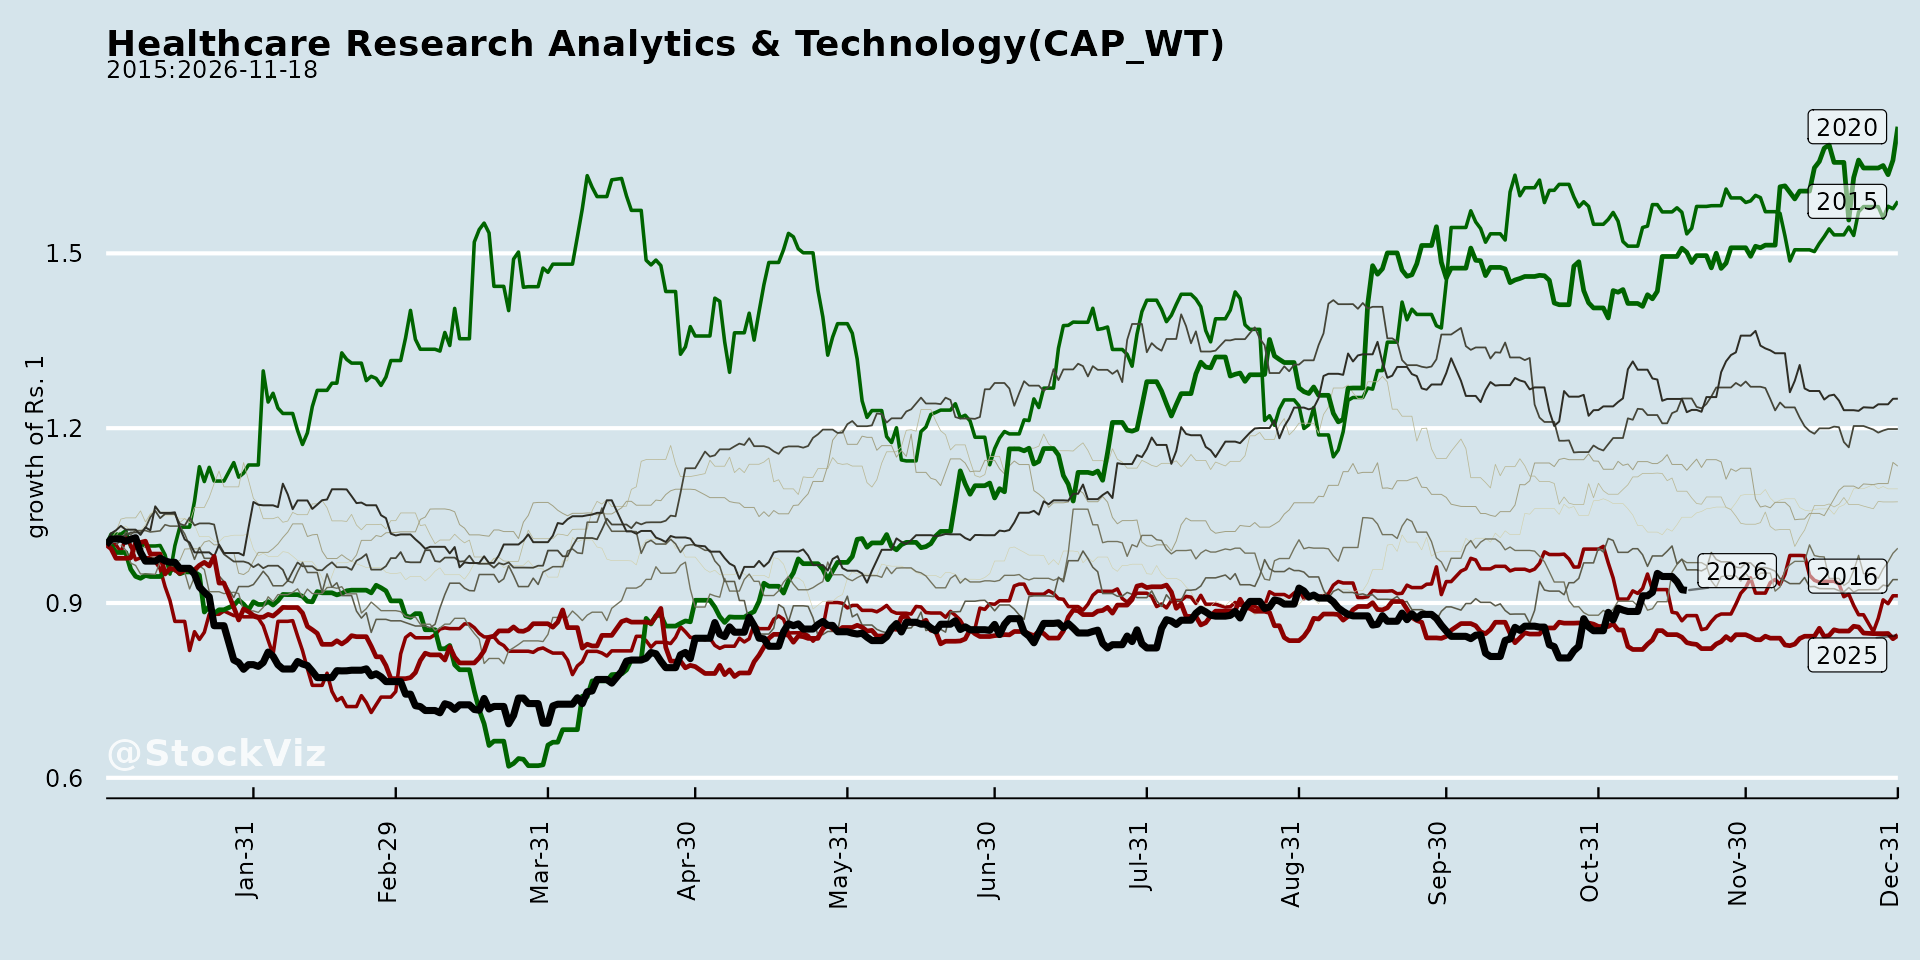 Healthcare Research Analytics & Technology(CAP_WT)
2015:2026-11-18
2020
2015
1.5
1.2
0.9
0.6
growth of Rs. 1
2026
2016
2025
@StockViz
Jan-31
Feb-29
Mar-31
Apr-30
May-31
Jun-30
Jul-31
Aug-31
Sep-30
Oct-31
Nov-30
Dec-31